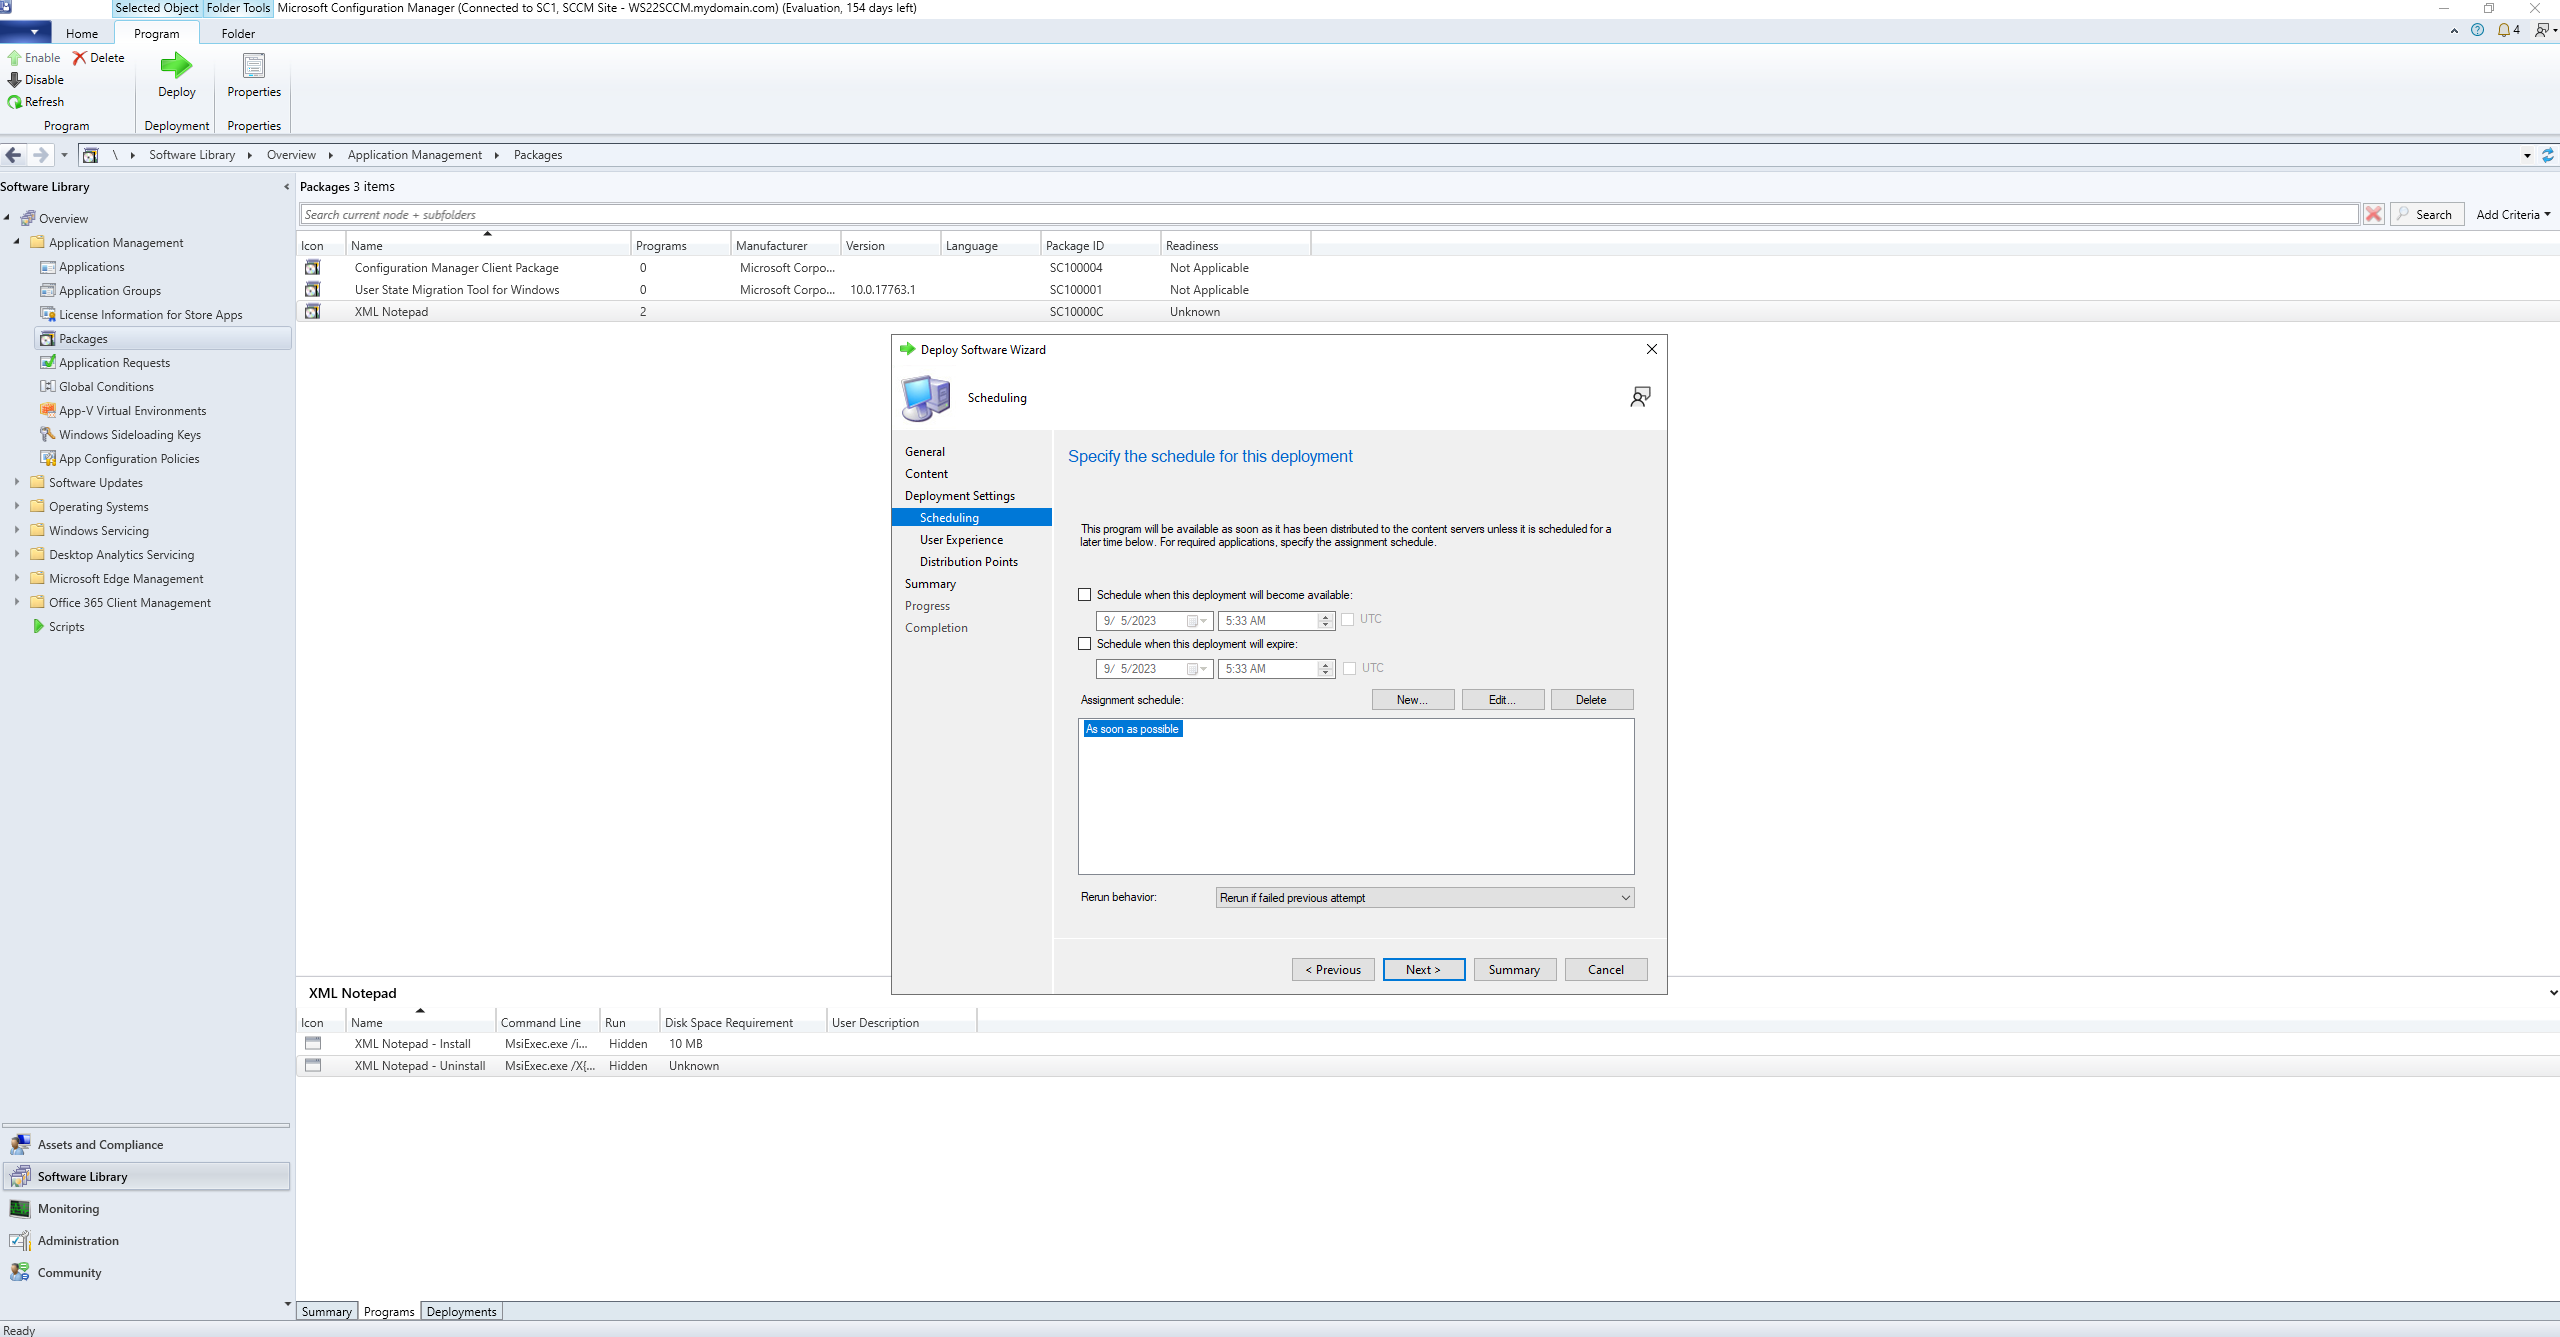 Selected Object Folder Tools Microsoft Configuration Manager (Connected to SC1, SCCM Site - WS22SCCM.mydomain.com) (Evaluation, 154 days left)
Home Program Folder
4
Enable Delete
Disable
Refresh
Deploy
Properties
Program Deployment Properties
\ Software Library Overview Application Management Packages
Software Library
Overview
Application Management
Applications
Application Groups
License Information for Store Apps
Packages
Application Requests
Global Conditions
App-V Virtual Environments
Windows Sideloading Keys
App Configuration Policies
Software Updates
Operating Systems
Windows Servicing
Desktop Analytics Servicing
Microsoft Edge Management
Office 365 Client Management
Scripts
Assets and Compliance
Software Library
Monitoring
Administration
Community
Packages 3 items
Search current node + subfolders Search Add Criteria
Icon Name Programs Manufacturer Version Language Package ID Readiness
Configuration Manager Client Package 0 Microsoft Corpo... SC100004 Not Applicable
User State Migration Tool for Windows 0 Microsoft Corpo... 10.0.17763.1 SC100001 Not Applicable
XML Notepad 2 SC10000C Unknown
Deploy Software Wizard
Scheduling
General
Content
Deployment Settings
Scheduling
User Experience
Distribution Points
Summary
Progress
Completion
Specify the schedule for this deployment
This program will be available as soon as it has been distributed to the content servers unless it is scheduled for a
later time below. For required applications, specify the assignment schedule.
Schedule when this deployment will become available:
9/ 5/2023 5:33 AM UTC
Schedule when this deployment will expire:
9/ 5/2023 5:33 AM UTC
Assignment schedule: New... Edit... Delete
As soon as possible
Rerun behavior: Rerun if failed previous attempt
< Previous Next > Summary Cancel
XML Notepad
Icon Name Command Line Run Disk Space Requirement User Description
XML Notepad - Install MsiExec.exe /i... Hidden 10 MB
XML Notepad - Uninstall MsiExec.exe /X{... Hidden Unknown
Summary Programs Deployments
Ready